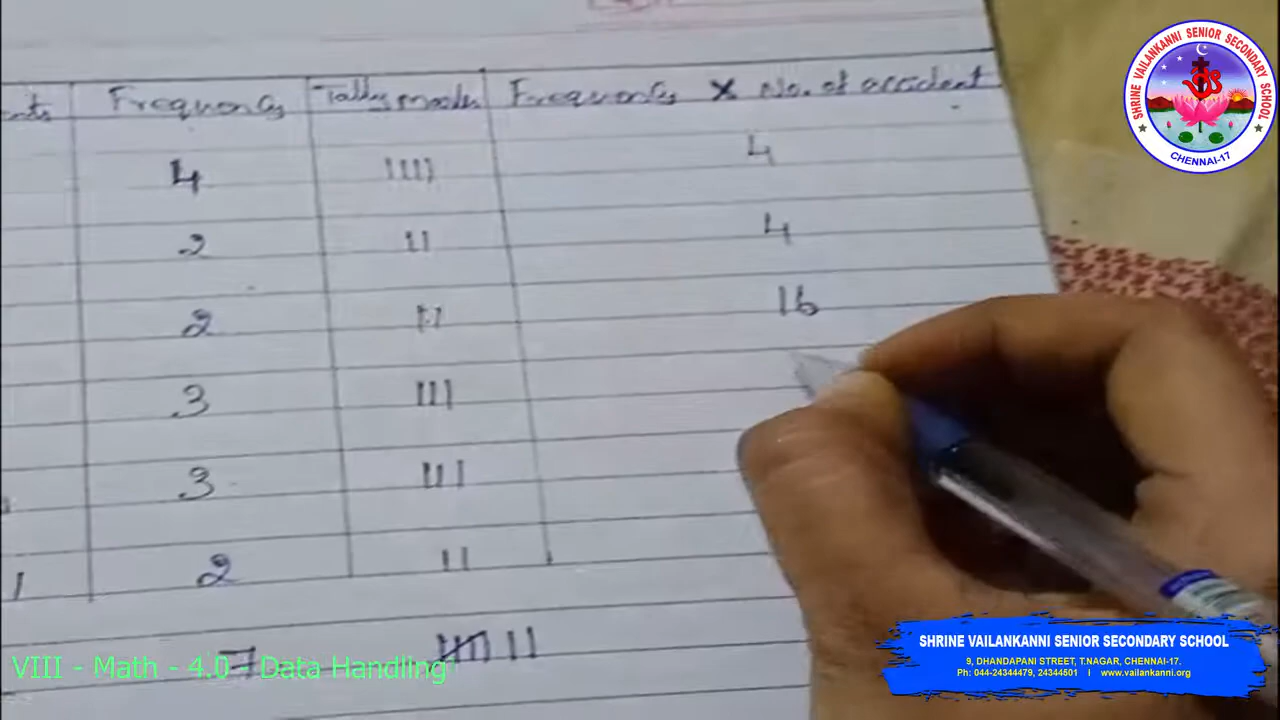 Frequency Tally marks Frequency X No. of accident
4 IIII 4
2 II 4
2 II 16
3 III
3 III
2 II
7 IIII II
VIII - Math - 4.0 - Data Handling
SHRINE VAILANKANNI SENIOR SECONDARY SCHOOL
CHENNAI-17
SHRINE VAILANKANNI SENIOR SECONDARY SCHOOL
9, DHANDAPANI STREET, T.NAGAR, CHENNAI-17.
Ph: 044-24344479, 24344501 I www.vailankanni.org